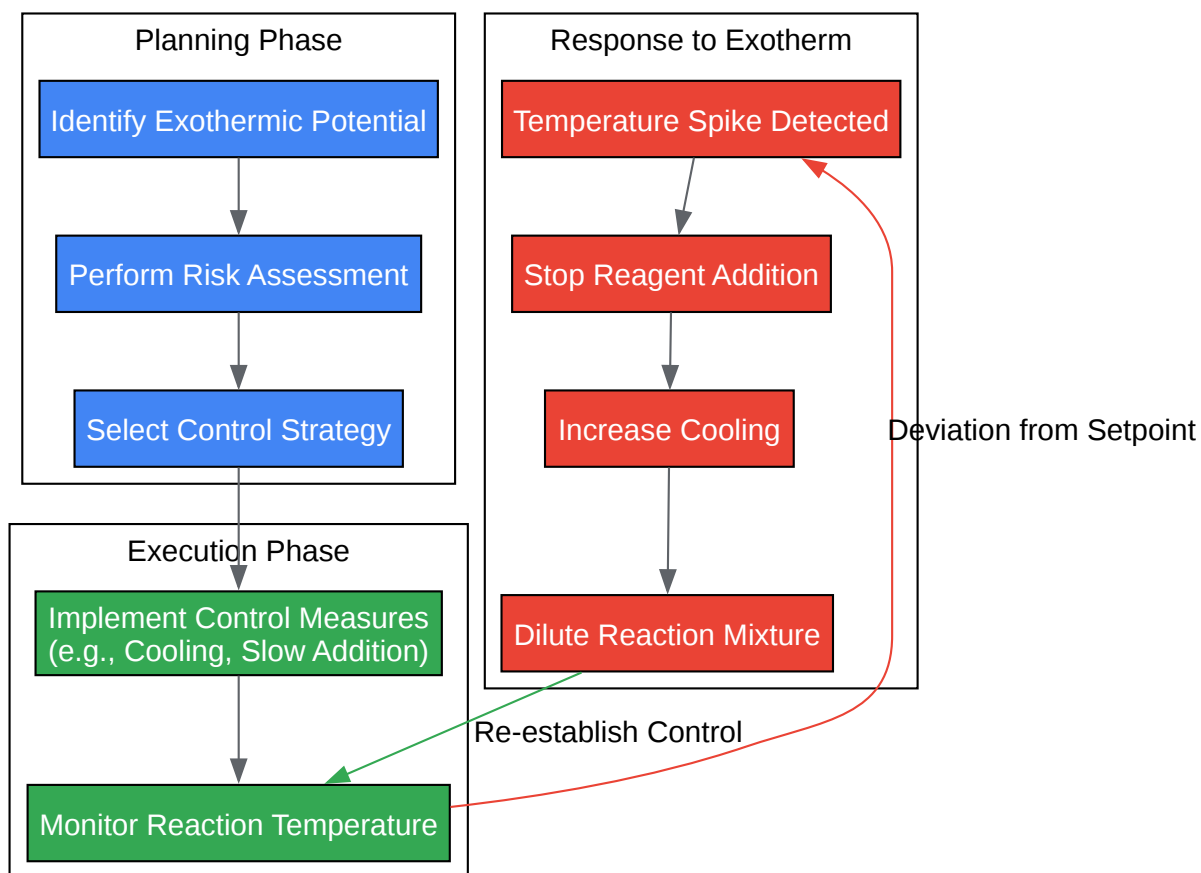 Planning Phase
Identify Exothermic Potential
Perform Risk Assessment
Select Control Strategy
Execution Phase
Implement Control Measures
(e.g., Cooling, Slow Addition)
Monitor Reaction Temperature
Response to Exotherm
Temperature Spike Detected
Stop Reagent Addition
Increase Cooling
Dilute Reaction Mixture
Deviation from Setpoint
Re-establish Control